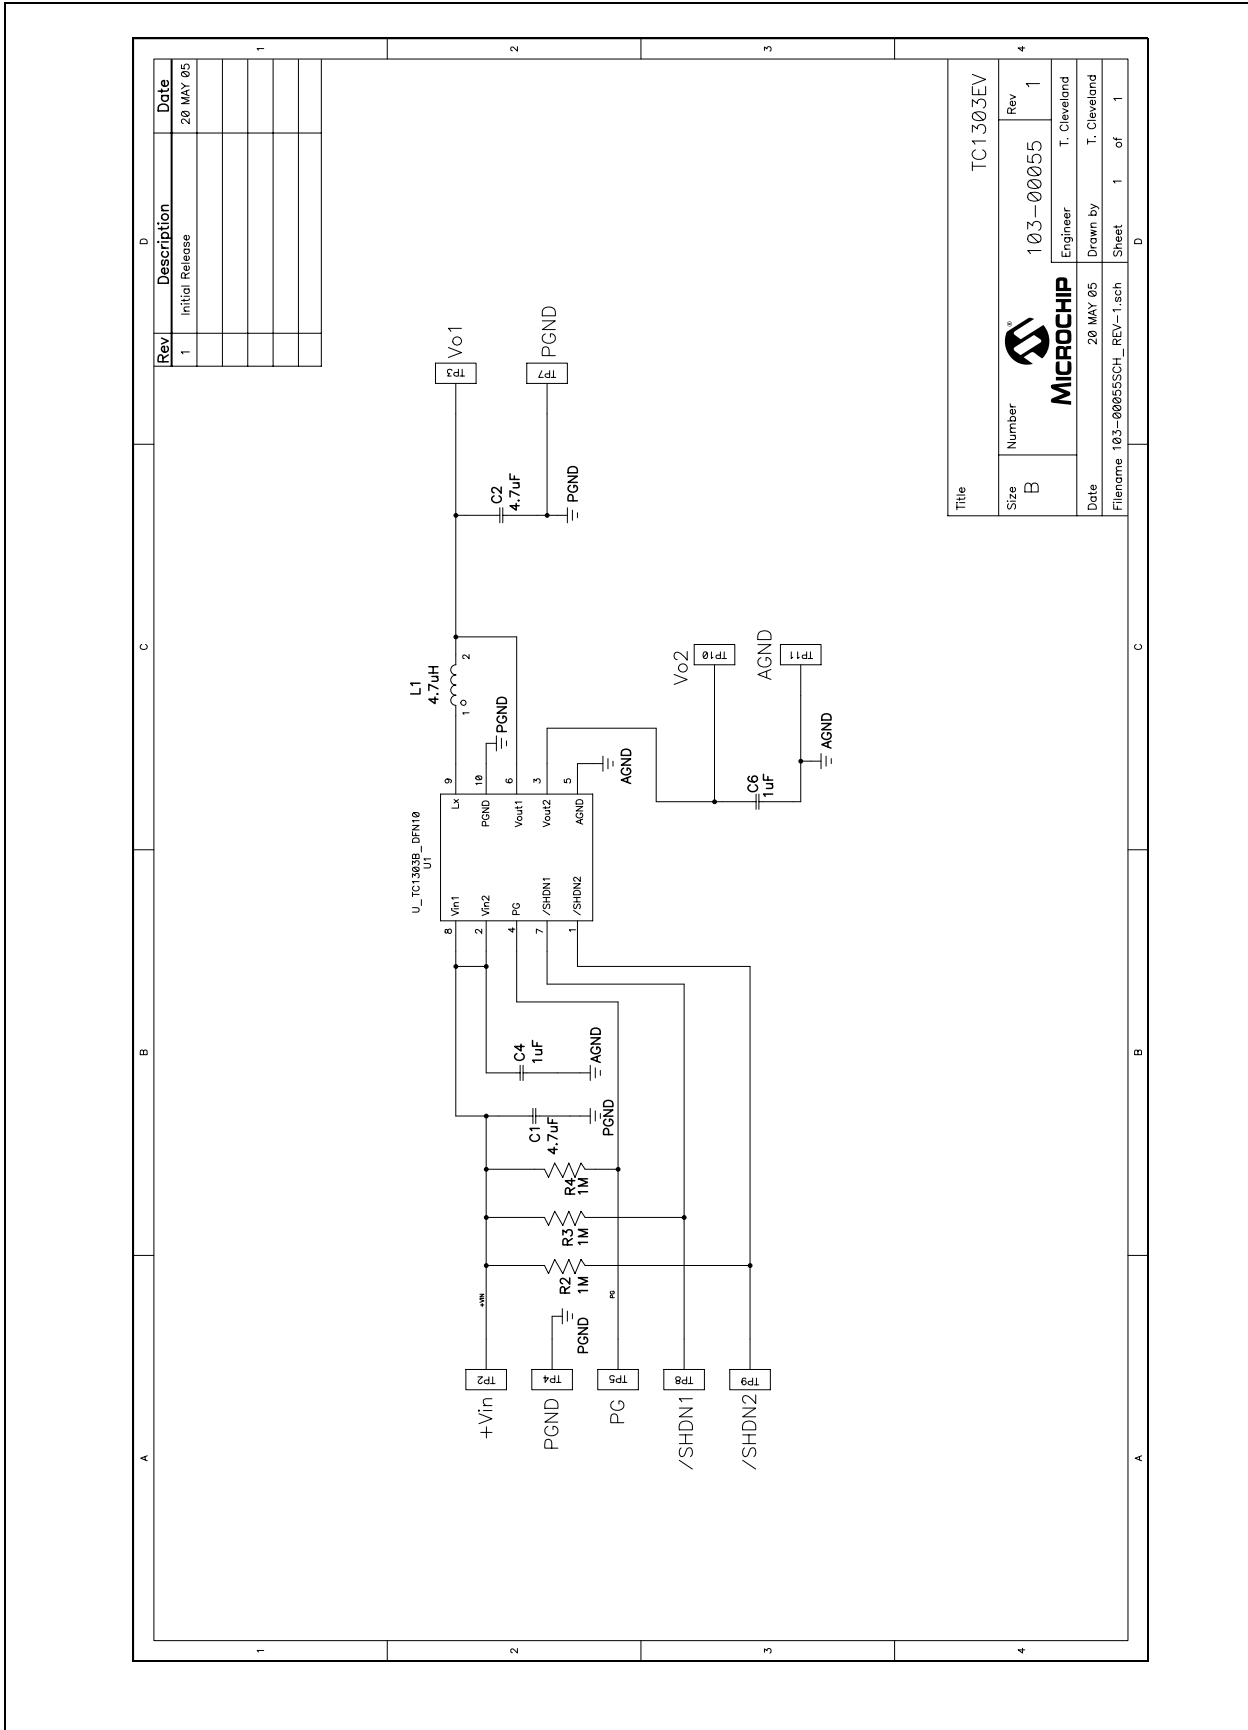 1
2
3
4
D
Rev Description Date
1 Initial Release 20 MAY 05
Vo1
TP3
PGND
TP7
C2
4.7uF
PGND
C
L1
4.7uH
1
2
PGND
Vo2
TP10
AGND
TP11
AGND
C6
1uF
AGND
U_TC1303B_DFN10
U1
8 Vin1
2 Vin2
4 PG
7 /SHDN1
1 /SHDN2
Lx 9
PGND 10
Vout1 6
Vout2 3
AGND 5
B
C4
1uF
AGND
C1
4.7uF
PGND
R4
1M
R3
1M
R2
1M
+VIN
PG
PGND
A
+Vin
TP2
PGND
TP4
PG
TP5
/SHDN1
TP8
/SHDN2
TP9
Title
TC1303EV
Size
B
Number
103-00055
Rev
1
MICROCHIP
®
Engineer T. Cleveland
Date 20 MAY 05
Drawn by T. Cleveland
Filename 103-00055SCH_REV-1.sch
Sheet 1 of 1
A
B
C
D
1
2
3
4